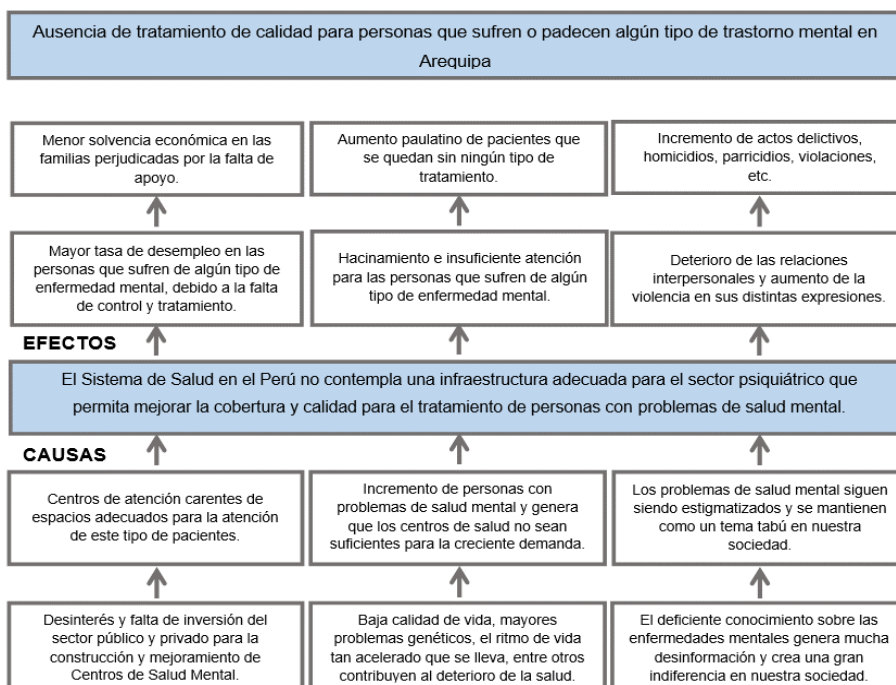 Ausencia de tratamiento de calidad para personas que sufren o padecen algún tipo de trastorno mental en
Arequipa
Menor solvencia económica en las
familias perjudicadas por la falta de
apoyo.
Aumento paulatino de pacientes que
se quedan sin ningún tipo de
tratamiento.
Incremento de actos delictivos,
homicidios, parricidios, violaciones,
etc.
Mayor tasa de desempleo en las
personas que sufren de algún tipo de
enfermedad mental, debido a la falta
de control y tratamiento.
Hacinamiento e insuficiente atención
para las personas que sufren de algún
tipo de enfermedad mental.
Deterioro de las relaciones
interpersonales y aumento de la
violencia en sus distintas expresiones.
EFECTOS
El Sistema de Salud en el Perú no contempla una infraestructura adecuada para el sector psiquiátrico que
permita mejorar la cobertura y calidad para el tratamiento de personas con problemas de salud mental.
CAUSAS
Centros de atención carentes de
espacios adecuados para la atención
de este tipo de pacientes.
Incremento de personas con
problemas de salud mental y genera
que los centros de salud no sean
suficientes para la creciente demanda.
Los problemas de salud mental siguen
siendo estigmatizados y se mantienen
como un tema tabú en nuestra
sociedad.
Desinterés y falta de inversión del
sector público y privado para la
construcción y mejoramiento de
Centros de Salud Mental.
Baja calidad de vida, mayores
problemas genéticos, el ritmo de vida
tan acelerado que se lleva, entre otros
contribuyen al deterioro de la salud.
El deficiente conocimiento sobre las
enfermedades mentales genera mucha
desinformación y crea una gran
indiferencia en nuestra sociedad.